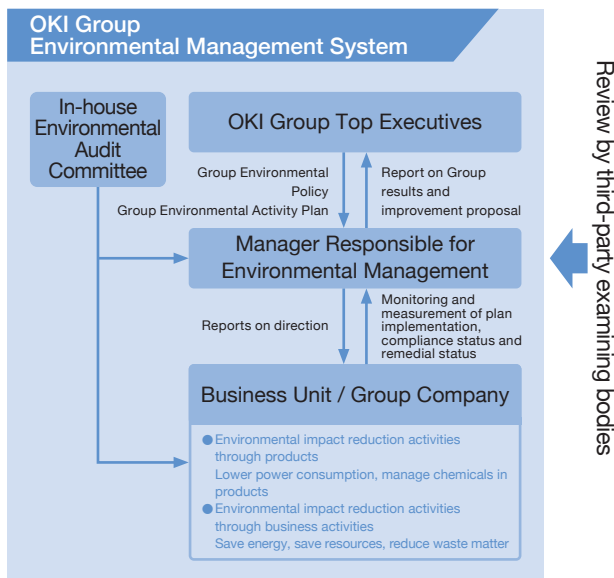 OKI Group
Environmental Management System
In-house
Environmental
Audit
Committee
OKI Group Top Executives
Group Environmental
Policy
Group Environmental Activity Plan
Report on Group
results and
improvement proposal
Manager Responsible for
Environmental Management
Reports on direction
Monitoring and
measurement of plan
implementation,
compliance status and
remedial status
Business Unit / Group Company
●Environmental impact reduction activities
through products
Lower power consumption, manage chemicals in
products
●Environmental impact reduction activities
through business activities
Save energy, save resources, reduce waste matter
Review by third-party examining bodies